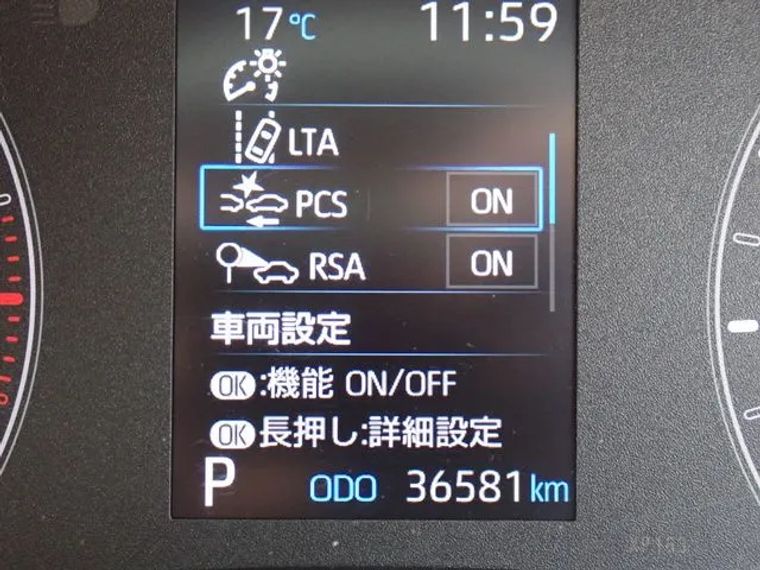 17℃ 11:59
LTA
PCS ON
RSA ON
車両設定
OK:機能 ON/OFF
OK長押し:詳細設定
P ODO 36581km